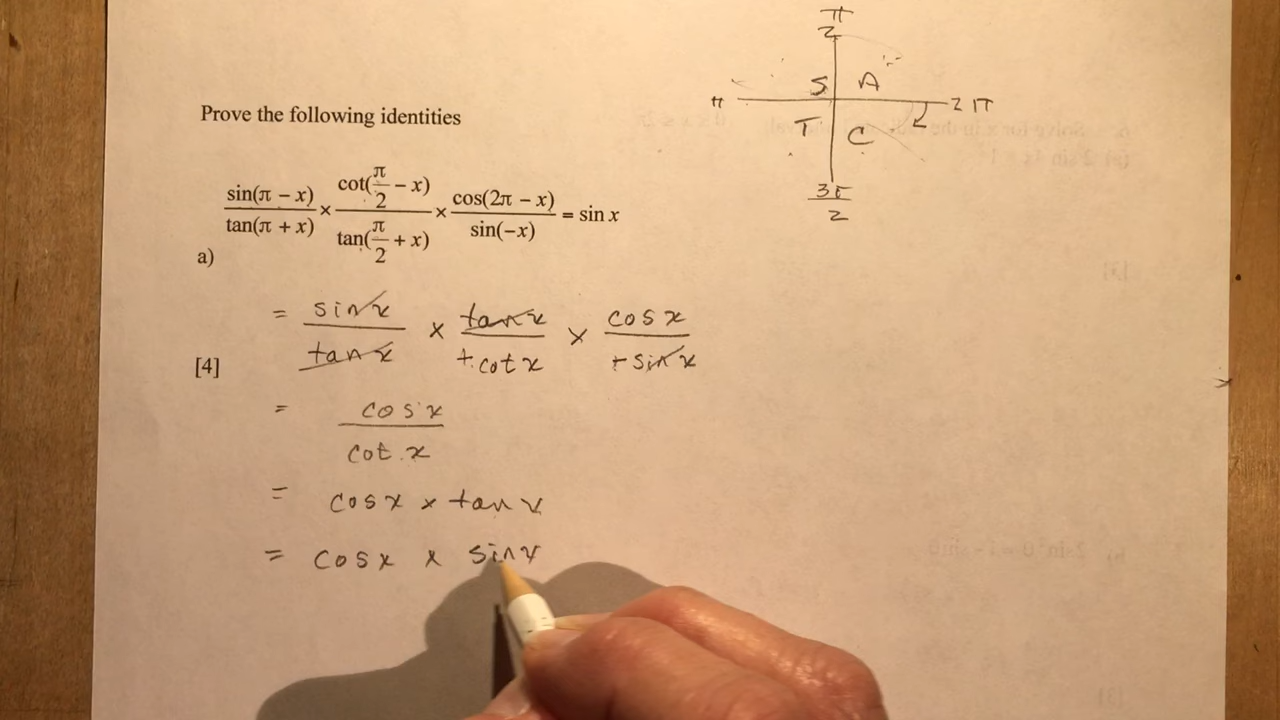 π
2
S A
π 2π
T C
3π
2
Prove the following identities
sin(π − x)/tan(π + x) × cot(π/2 − x)/tan(π/2 + x) × cos(2π − x)/sin(−x) = sin x
a)
= sin x/tan x × tan x/+cot x × cos x/+sin x
[4]
= cos x/cot x
= cos x × tan x
= cos x × sin x